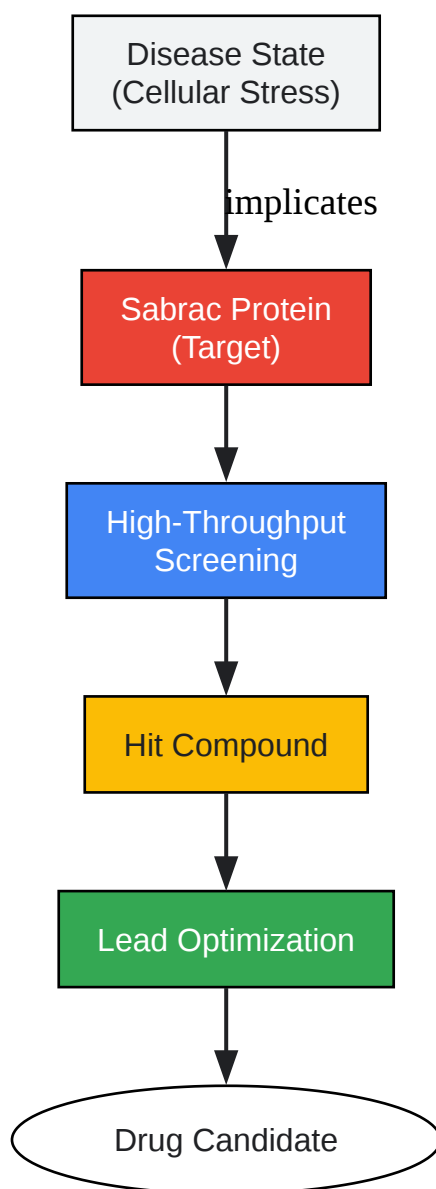 Disease State
(Cellular Stress)
implicates
Sabrac Protein
(Target)
High-Throughput
Screening
Hit Compound
Lead Optimization
Drug Candidate